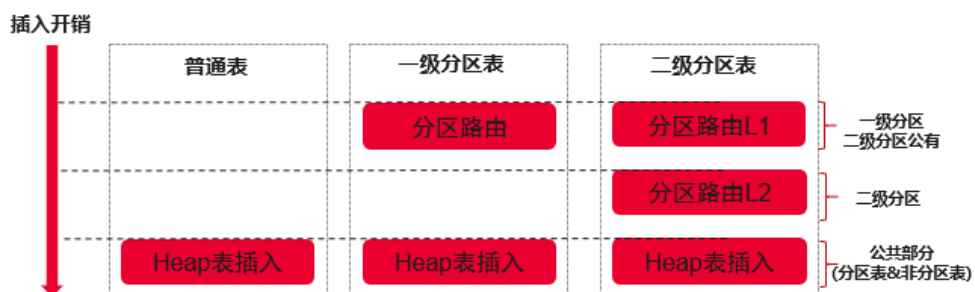 插入开销
普通表
一级分区表
二级分区表
分区路由
分区路由L1
一级分区
二级分区公有
分区路由L2
二级分区
Heap表插入
Heap表插入
Heap表插入
公共部分
(分区表&非分区表)